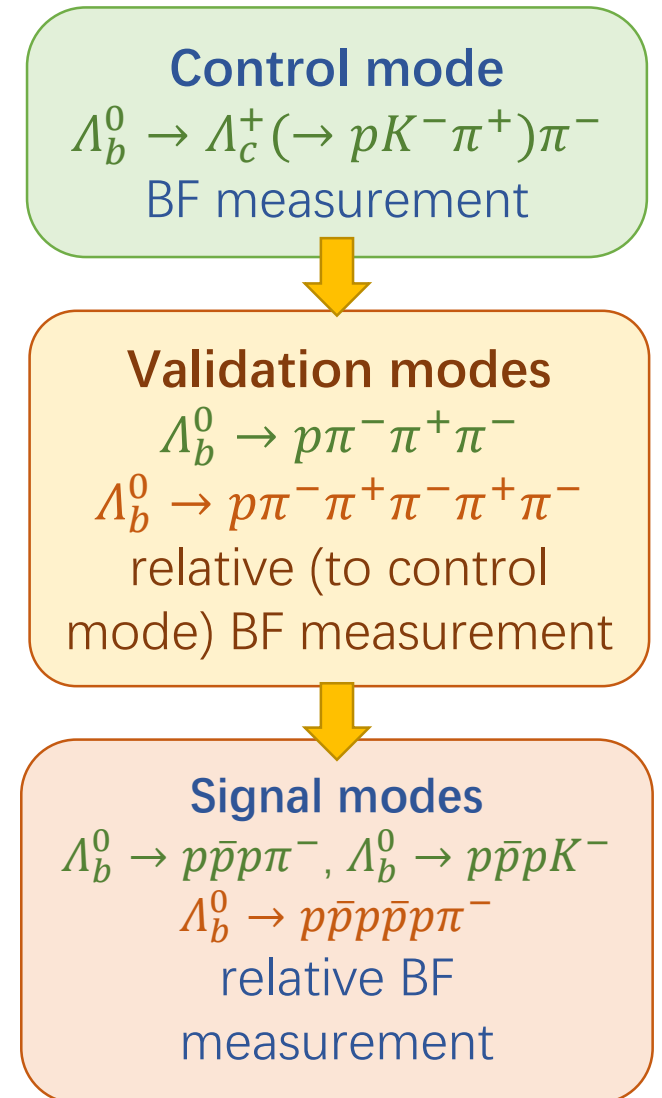 Control mode
Λ_b^0 → Λ_c^+(→ pK^-π^+)π^-
BF measurement
Validation modes
Λ_b^0 → pπ^-π^+π^-
Λ_b^0 → pπ^-π^+π^-π^+π^-
relative (to control
mode) BF measurement
Signal modes
Λ_b^0 → pp̄pπ^-, Λ_b^0 → pp̄pK^-
Λ_b^0 → pp̄pp̄pπ^-
relative BF
measurement